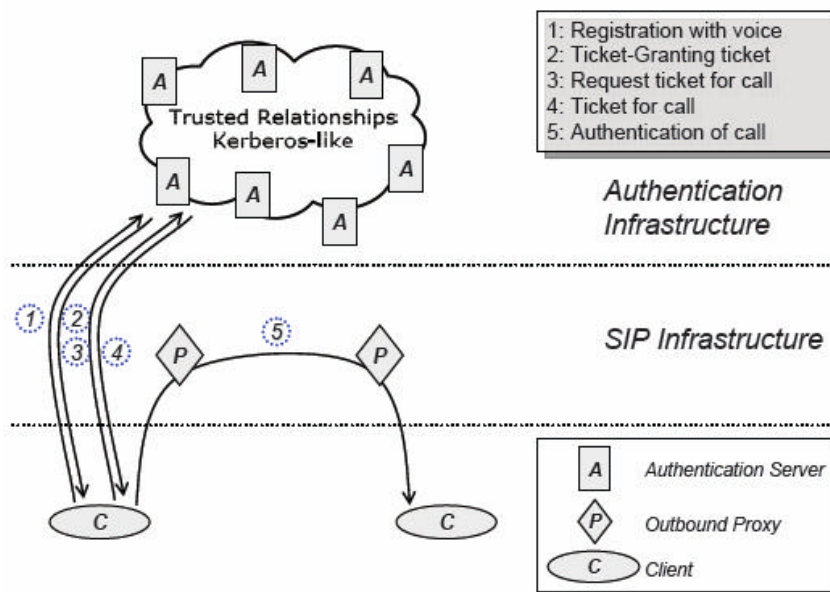 A
A
A
1: Registration with voice
2: Ticket-Granting ticket
3: Request ticket for call
4: Ticket for call
5: Authentication of call
Trusted Relationships
Kerberos-like
A
A
A
A
Authentication
Infrastructure
1
2
3
4
5
P
P
SIP Infrastructure
C
C
A
Authentication Server
P
Outbound Proxy
C
Client